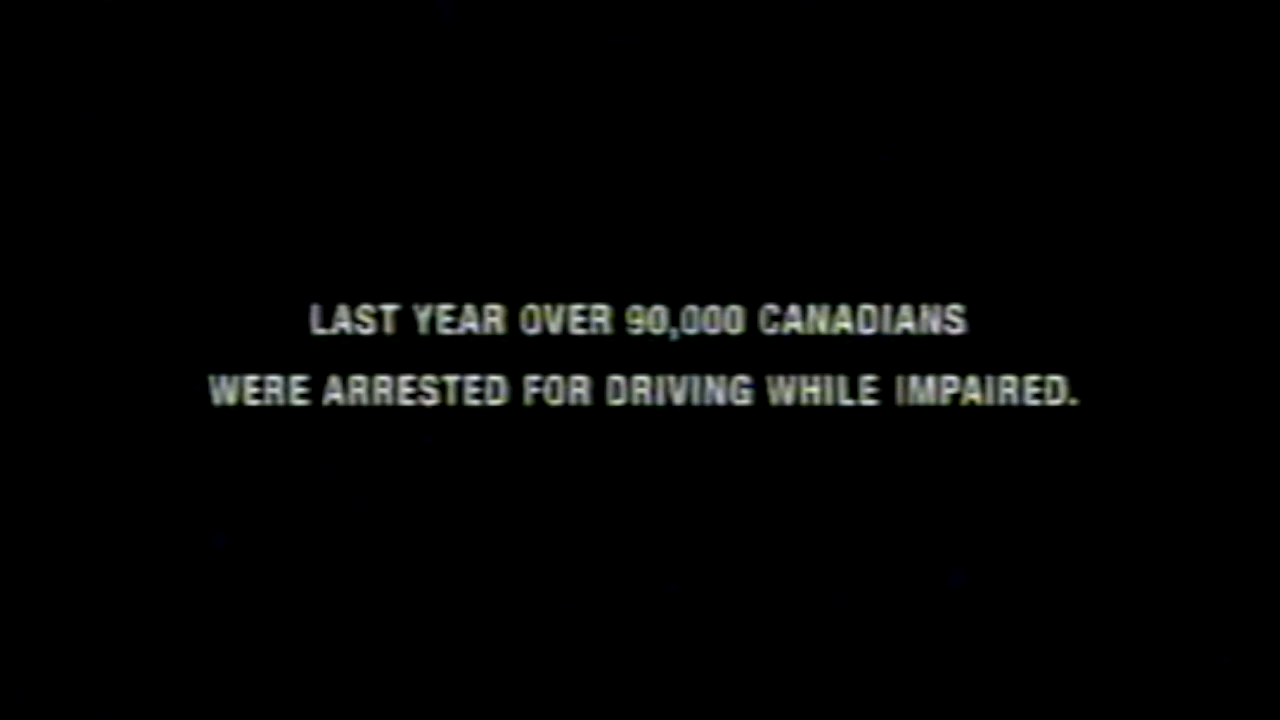 LAST YEAR OVER 90,000 CANADIANS
WERE ARRESTED FOR DRIVING WHILE IMPAIRED.